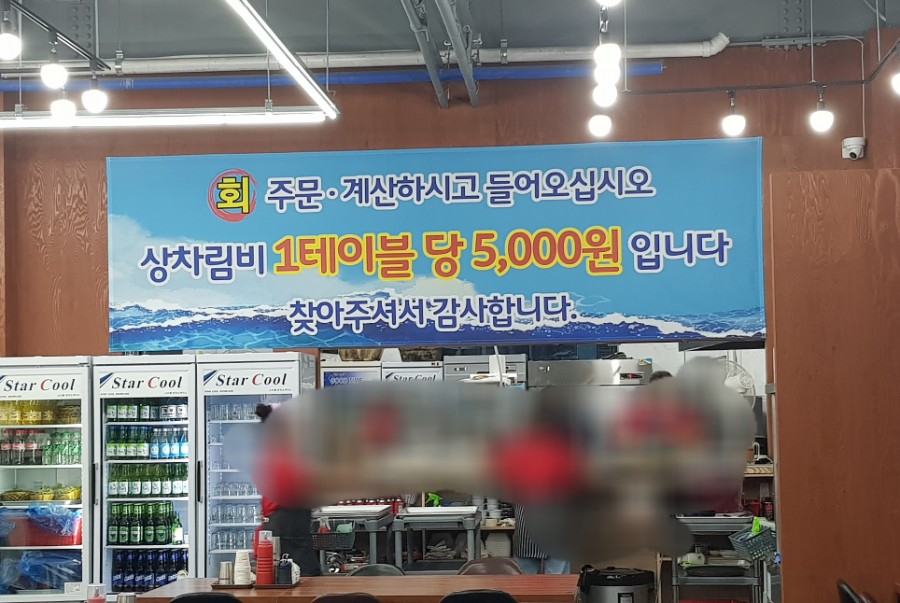 회 주문·계산하시고 들어오십시오
상차림비 1테이블 당 5,000원 입니다
찾아주셔서 감사합니다.
Star Cool
Star Cool
Star Cool